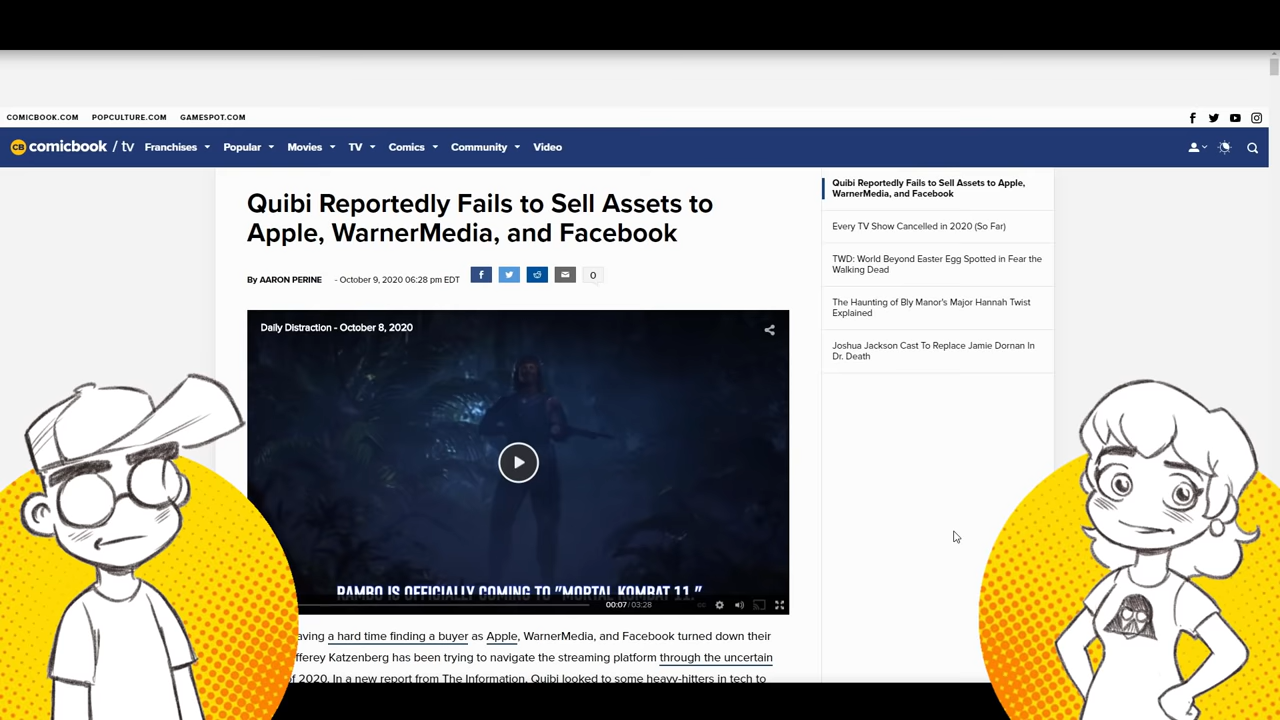 COMICBOOK.COM POPCULTURE.COM GAMESPOT.COM
CB comicbook / tv Franchises Popular Movies TV Comics Community Video
Quibi Reportedly Fails to Sell Assets to
Apple, WarnerMedia, and Facebook
By AARON PERINE - October 9, 2020 06:28 pm EDT
0
Daily Distraction - October 8, 2020
RAMBO IS OFFICIALLY COMING TO "MORTAL KOMBAT 11."
00:07 / 03:28
aving a hard time finding a buyer as Apple, WarnerMedia, and Facebook turned down their
fferey Katzenberg has been trying to navigate the streaming platform through the uncertain
of 2020. In a new report from The Information, Quibi looked to some heavy-hitters in tech to
Quibi Reportedly Fails to Sell Assets to Apple,
WarnerMedia, and Facebook
Every TV Show Cancelled in 2020 (So Far)
TWD: World Beyond Easter Egg Spotted in Fear the
Walking Dead
The Haunting of Bly Manor's Major Hannah Twist
Explained
Joshua Jackson Cast To Replace Jamie Dornan In
Dr. Death